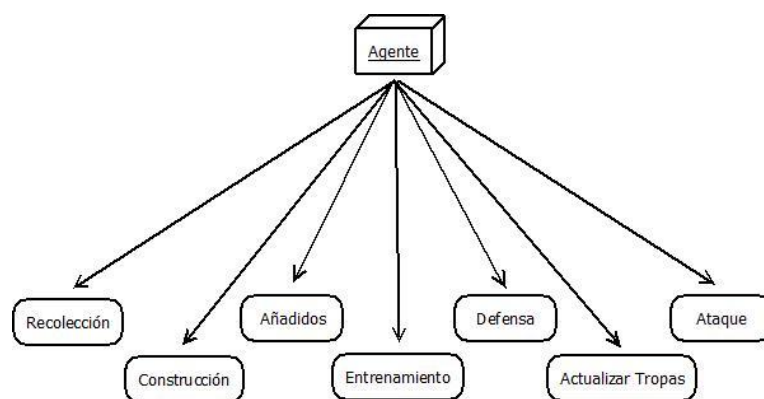 Agente
Recolección
Añadidos
Defensa
Ataque
Construcción
Entrenamiento
Actualizar Tropas